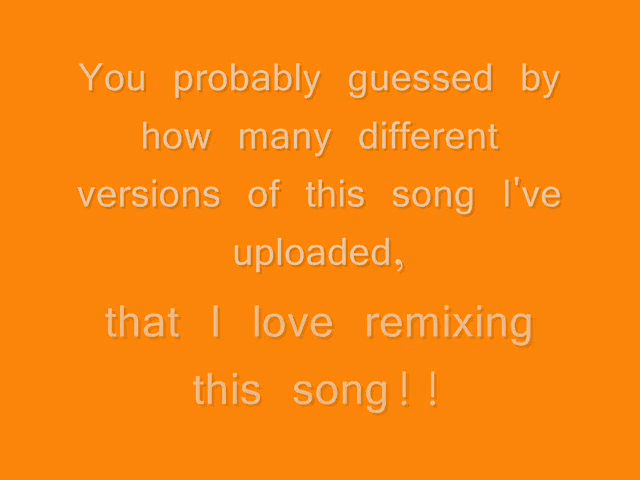 You probably guessed by
how many different
versions of this song I've
uploaded,
that I love remixing
this song!!